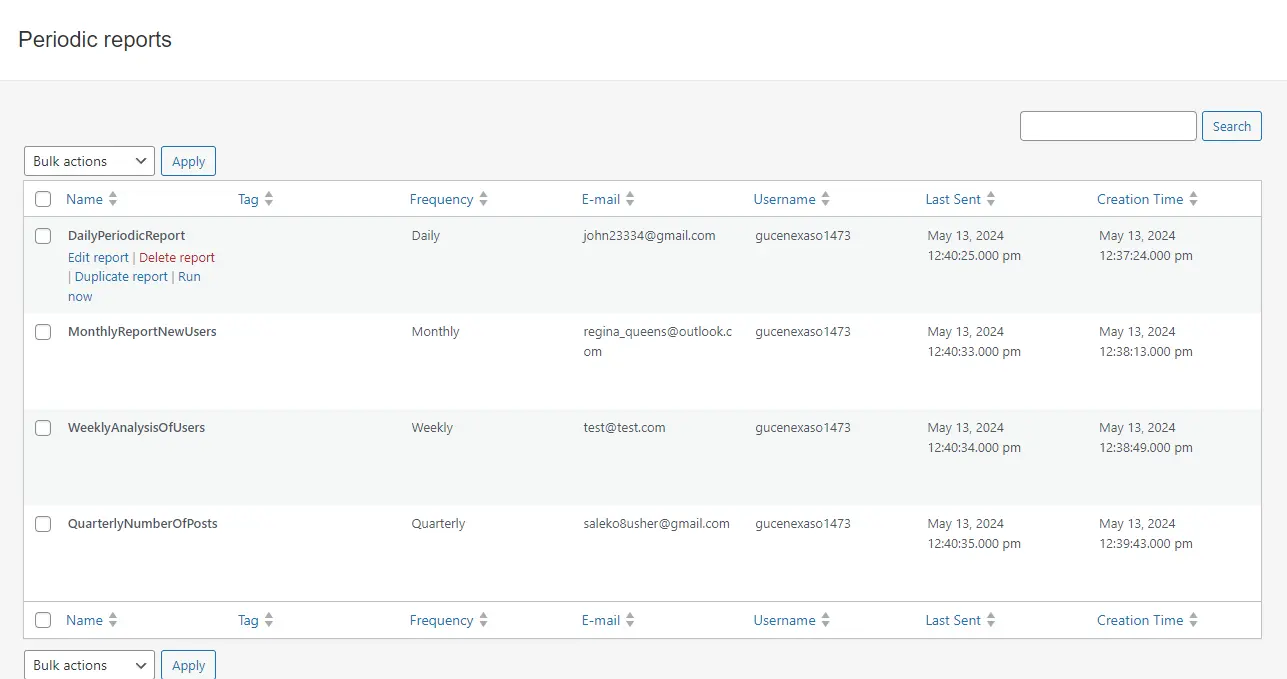 Periodic reports
Search
Bulk actions Apply
Name Tag Frequency E-mail Username Last Sent Creation Time
DailyPeriodicReport Daily john23334@gmail.com gucenexaso1473 May 13, 2024 May 13, 2024
12:40:25.000 pm 12:37:24.000 pm
Edit report | Delete report
| Duplicate report | Run
now
MonthlyReportNewUsers Monthly regina_queens@outlook.c gucenexaso1473 May 13, 2024 May 13, 2024
om 12:40:33.000 pm 12:38:13.000 pm
WeeklyAnalysisOfUsers Weekly test@test.com gucenexaso1473 May 13, 2024 May 13, 2024
12:40:34.000 pm 12:38:49.000 pm
QuarterlyNumberOfPosts Quarterly saleko8usher@gmail.com gucenexaso1473 May 13, 2024 May 13, 2024
12:40:35.000 pm 12:39:43.000 pm
Name Tag Frequency E-mail Username Last Sent Creation Time
Bulk actions Apply